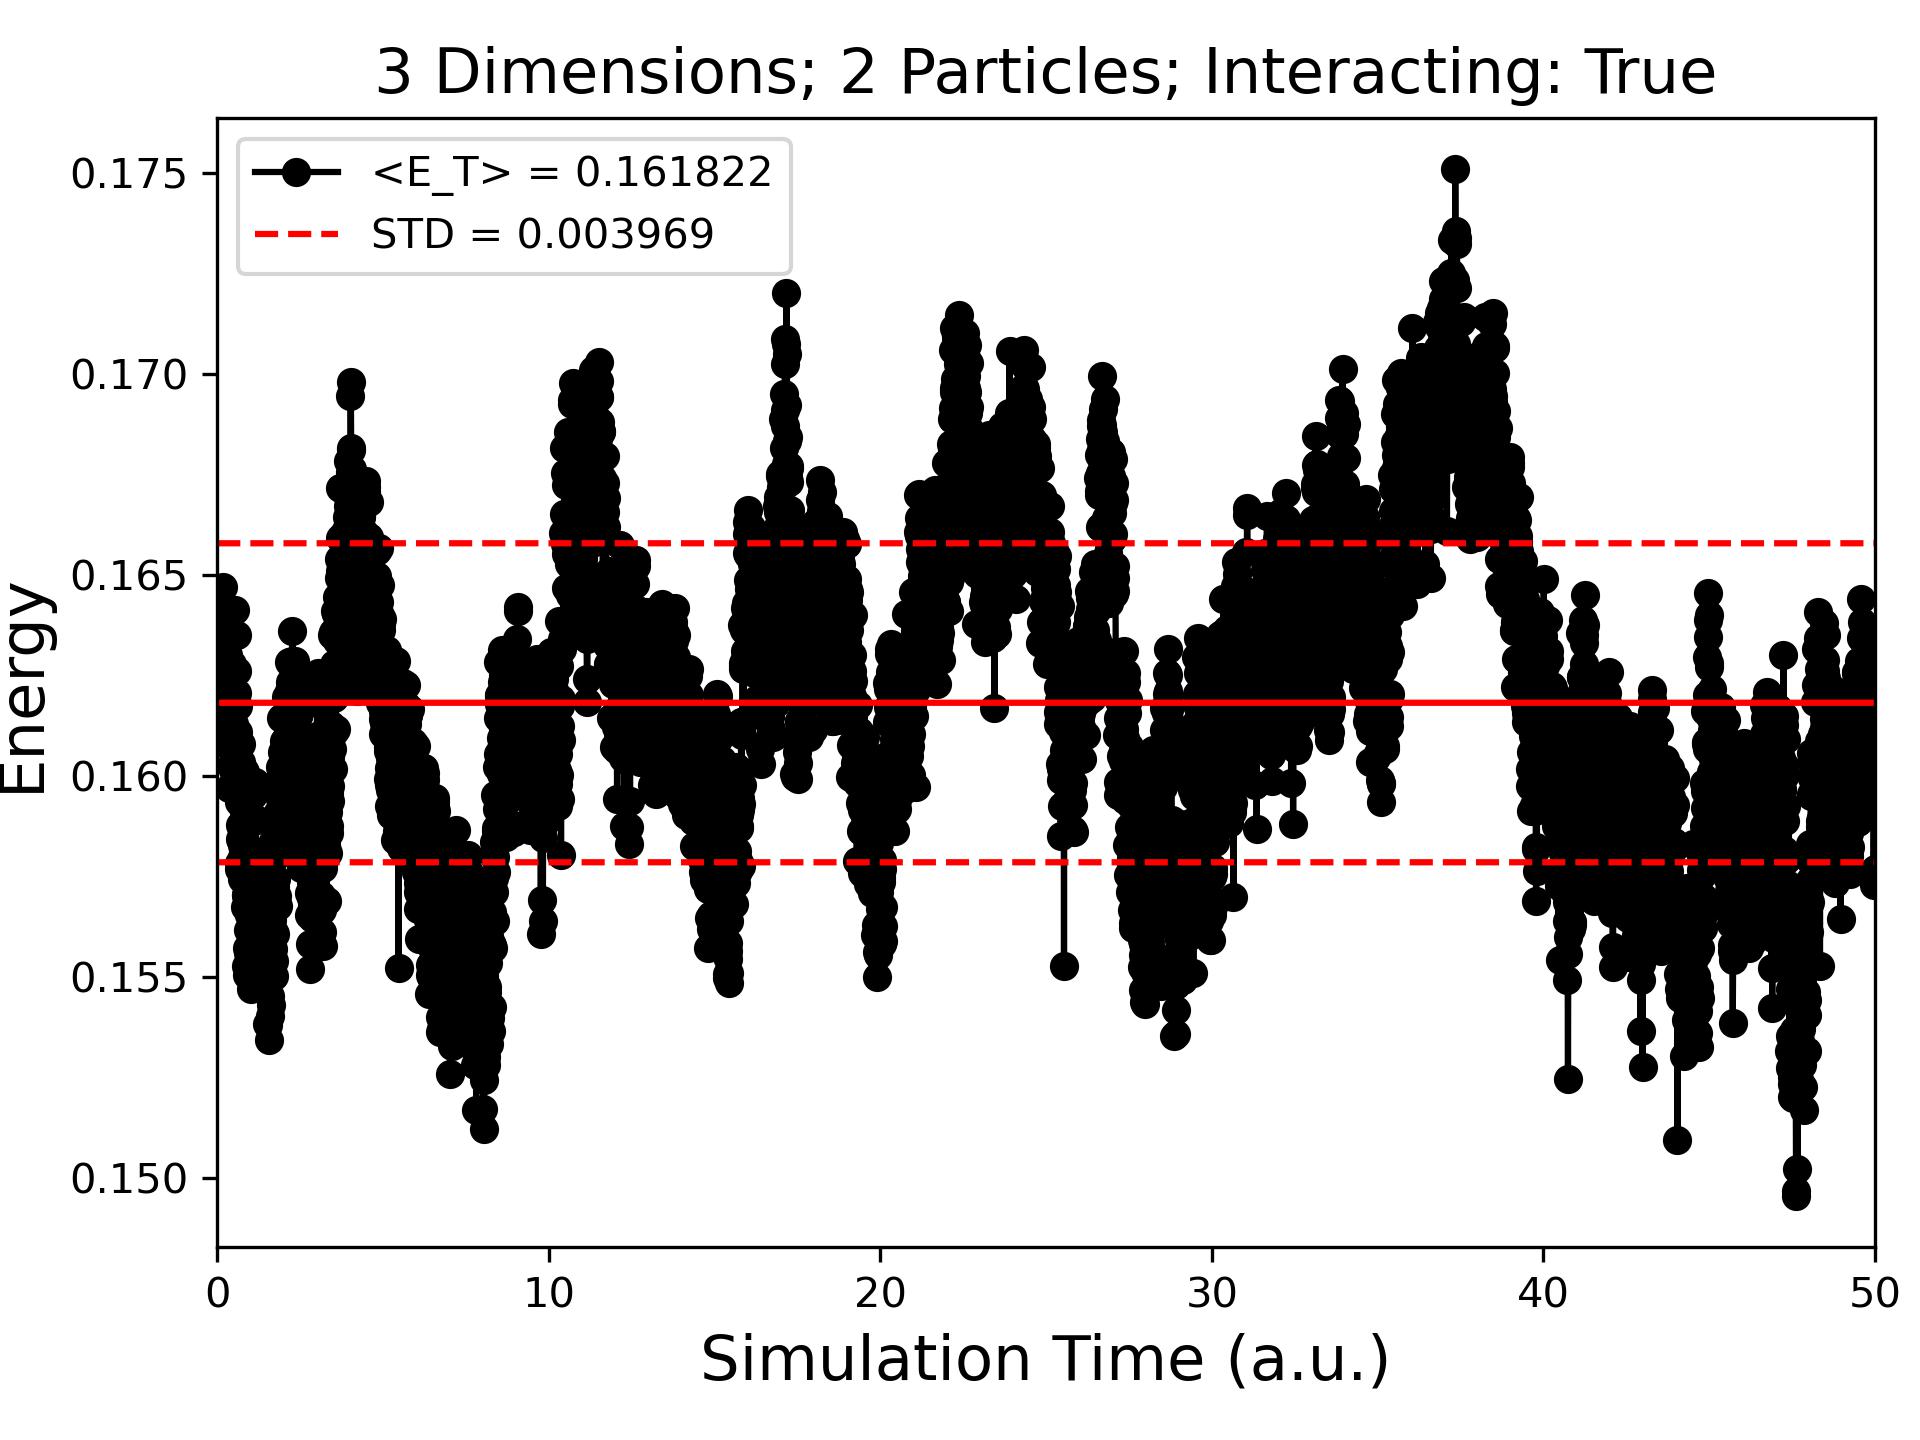 3 Dimensions; 2 Particles; Interacting: True
<E_T> = 0.161822
STD = 0.003969
Energy
0.175
0.170
0.165
0.160
0.155
0.150
0 10 20 30 40 50
Simulation Time (a.u.)